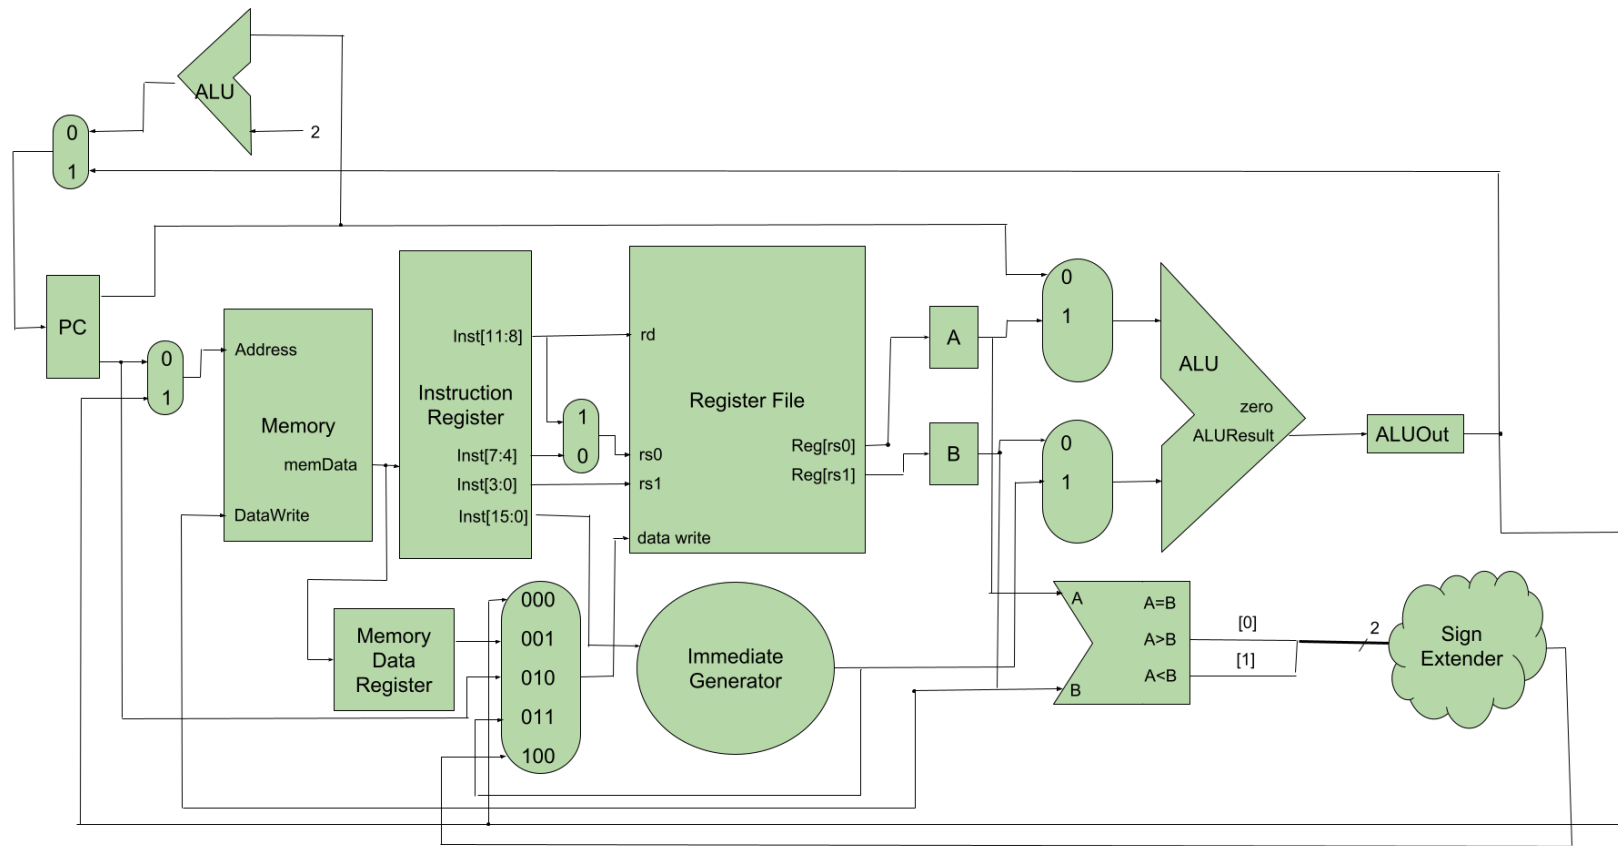 ALU
2
0
1
PC
0
1
Address
Memory
memData
DataWrite
Inst[11:8]
Instruction
Register
Inst[7:4]
Inst[3:0]
Inst[15:0]
1
0
rd
Register File
rs0
rs1
Reg[rs0]
Reg[rs1]
data write
A
B
0
1
0
1
ALU
zero
ALUResult
ALUOut
Memory
Data
Register
000
001
010
011
100
Immediate
Generator
A
B
A=B
A>B
A<B
[0]
[1]
2
Sign
Extender